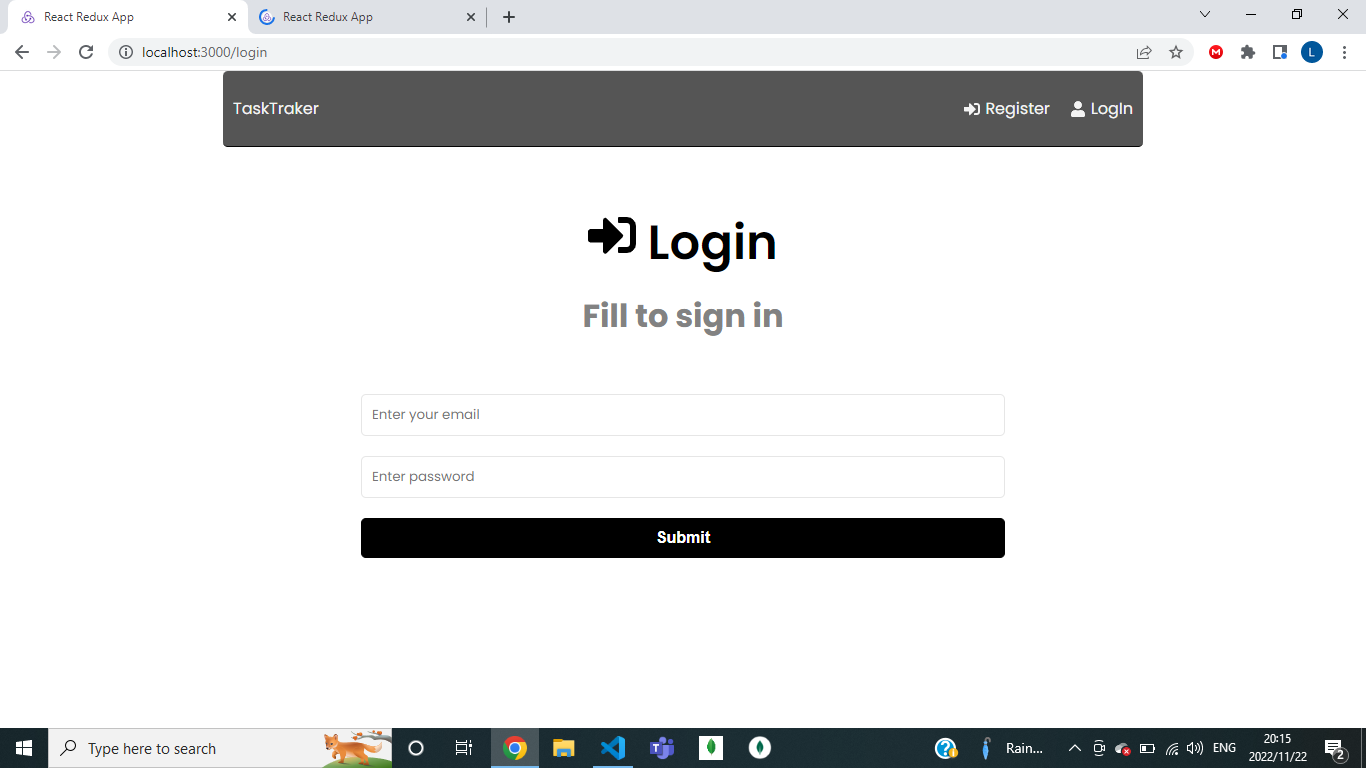 React Redux App
React Redux App
localhost:3000/login
M
L
TaskTraker
Register
LogIn
Login
Fill to sign in
Enter your email
Enter password
Submit
Type here to search
Rain...
ENG
20:15
2022/11/22
2